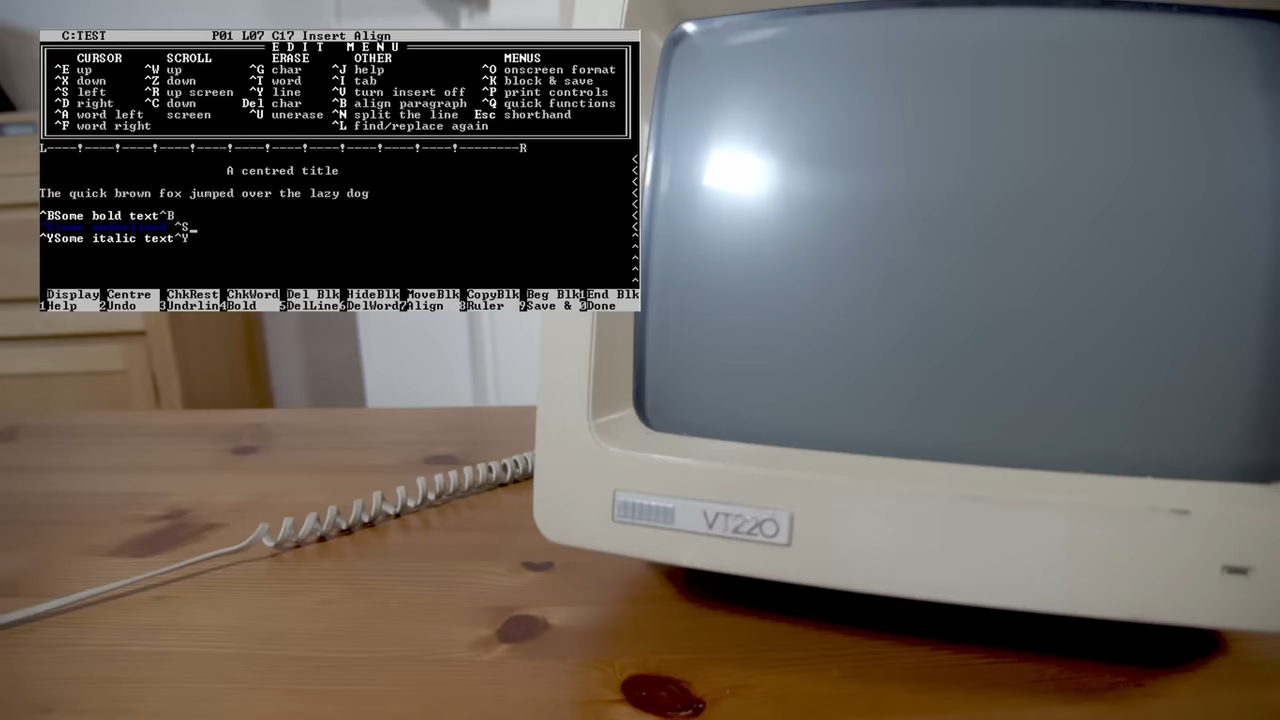 C:TEST P01 L07 C17 Insert Align
E D I T M E N U
CURSOR SCROLL ERASE OTHER MENUS
^E up ^W up ^G char ^J help ^O onscreen format
^X down ^Z down ^T word ^I tab ^K block & save
^S left ^R up screen ^Y line ^V turn insert off ^P print controls
^D right ^C down Del char ^B align paragraph ^Q quick functions
^A word left screen ^U unerase ^N split the line Esc shorthand
^F word right ^L find/replace again
L----!----!----!----!----!----!----!----!----!----!----!--------R
A centred title
The quick brown fox jumped over the lazy dog
^BSome bold text^B
^S
^YSome italic text^Y
Display Centre ChkRest ChkWord Del Blk HideBlk MoveBlk CopyBlk Beg Blk End Blk
1Help 2Undo 3Undrlin 4Bold 5DelLine 6DelWord 7Align 8Ruler 9Save & 0Done
VT220